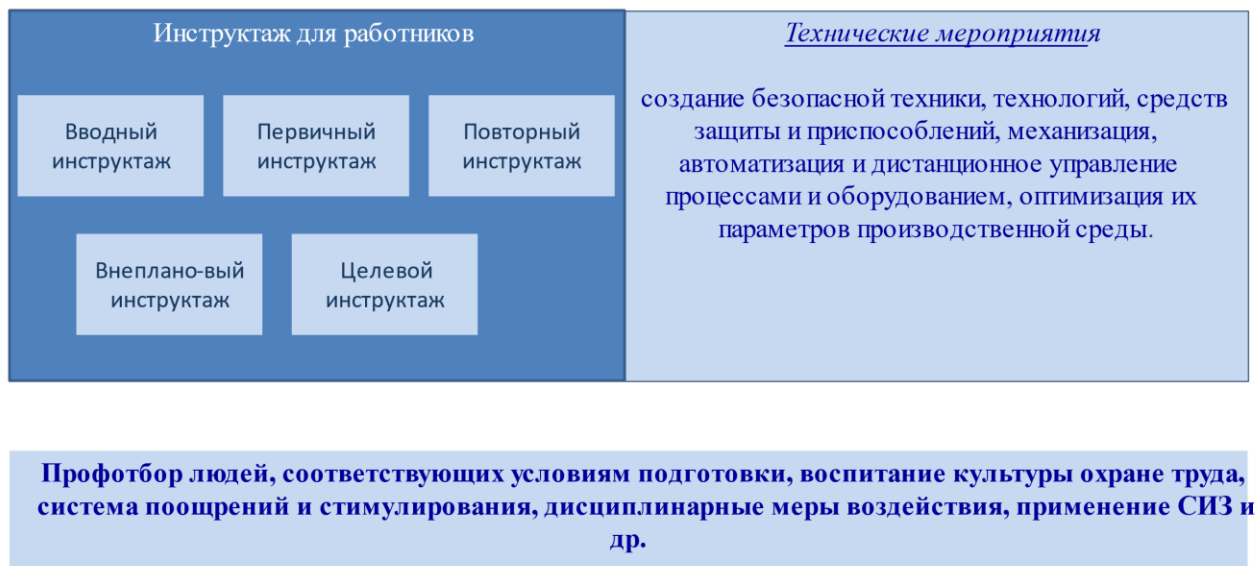 Инструктаж для работников
Вводный
инструктаж
Первичный
инструктаж
Повторный
инструктаж
Внеплано-вый
инструктаж
Целевой
инструктаж
Технические мероприятия
создание безопасной техники, технологий, средств
защиты и приспособлений, механизация,
автоматизация и дистанционное управление
процессами и оборудованием, оптимизация их
параметров производственной среды.
Профотбор людей, соответствующих условиям подготовки, воспитание культуры охране труда,
система поощрений и стимулирования, дисциплинарные меры воздействия, применение СИЗ и
др.